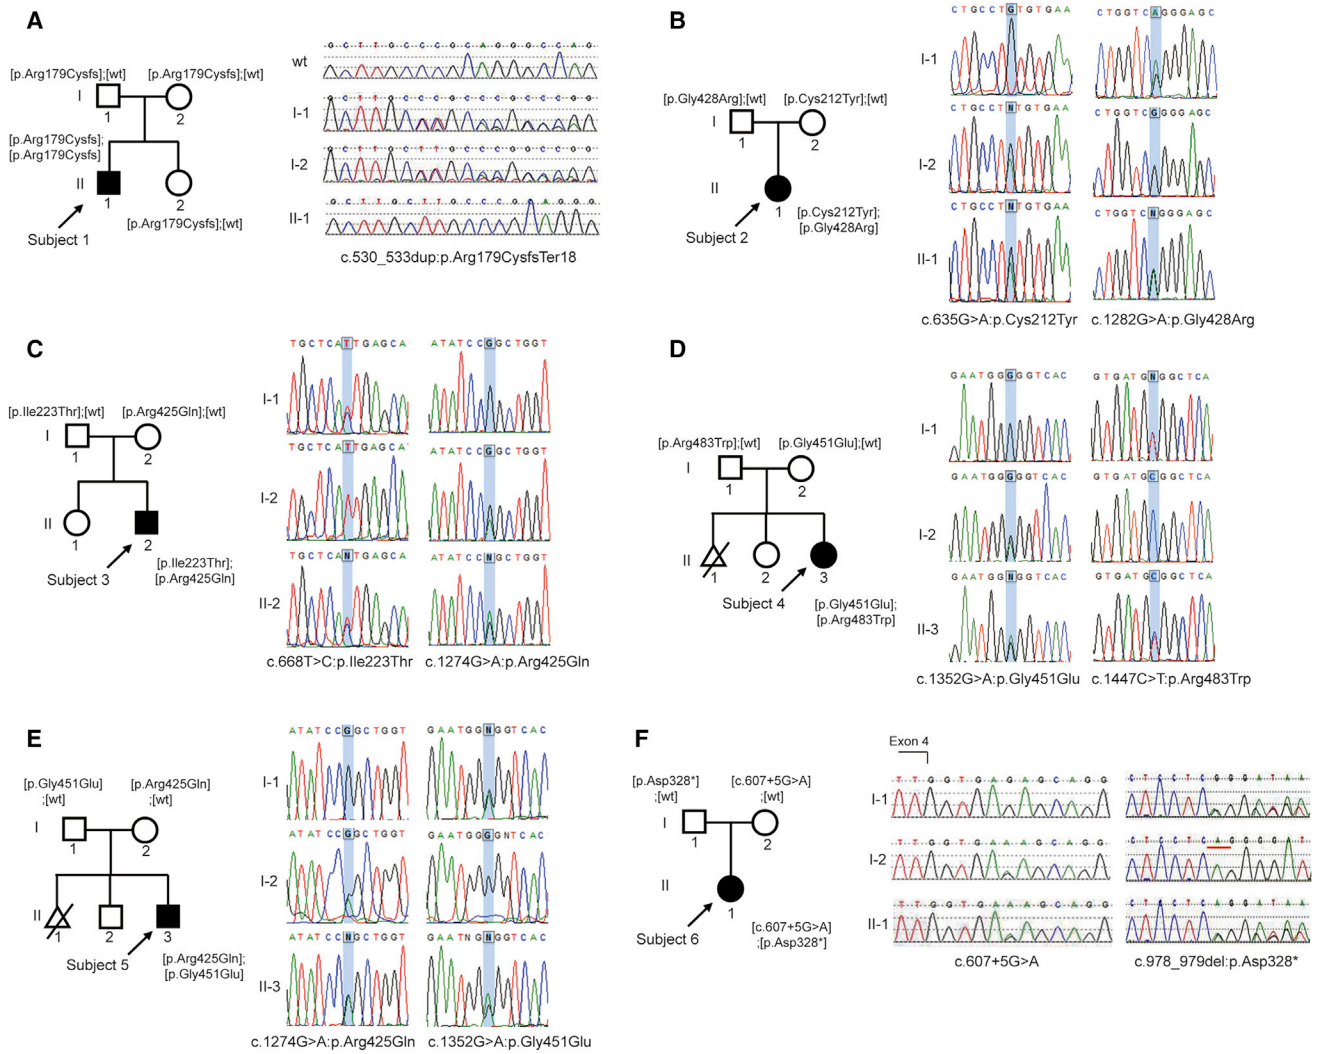 A
[p.Arg179Cysfs];[wt]
[p.Arg179Cysfs];[wt]
I
1
2
[p.Arg179Cysfs];
[p.Arg179Cysfs]
II
1
2
[p.Arg179Cysfs];[wt]
Subject 1
wt
G C T T G C C C G C A G G G C C A G
I-1
I-2
II-1
c.530_533dup:p.Arg179CysfsTer18
B
[p.Gly428Arg];[wt]
[p.Cys212Tyr];[wt]
I
1
2
II
1
[p.Cys212Tyr];
[p.Gly428Arg]
Subject 2
C T G C C T G T G T G A A
C T G G T C A G G G A G C
I-1
C T G C C T N T G T G A A
C T G G T C G G G G A G C
I-2
C T G C C T N T G T G A A
C T G G T C N G G G A G C
II-1
c.635G>A:p.Cys212Tyr
c.1282G>A:p.Gly428Arg
C
[p.Ile223Thr];[wt]
[p.Arg425Gln];[wt]
I
1
2
II
1
2
[p.Ile223Thr];
[p.Arg425Gln]
Subject 3
T G C T C A T T G A G C A
A T A T C C G G C T G G T
I-1
T G C T C A T T G A G C A
A T A T C C G G C T G G T
I-2
T G C T C A N T G A G C A
A T A T C C N G C T G G T
II-2
c.668T>C:p.Ile223Thr
c.1274G>A:p.Arg425Gln
D
[p.Arg483Trp];[wt]
[p.Gly451Glu];[wt]
I
1
2
II
1
2
3
[p.Gly451Glu];
[p.Arg483Trp]
Subject 4
G A A T G G G G G T C A C
G T G A T G N G G C T C A
I-1
G A A T G G G G G T C A C
G T G A T G C G G C T C A
I-2
G A A T G G N G G T C A C
G T G A T G C G G C T C A
II-3
c.1352G>A:p.Gly451Glu
c.1447C>T:p.Arg483Trp
E
[p.Gly451Glu]
;[wt]
[p.Arg425Gln]
;[wt]
I
1
2
II
1
2
3
[p.Arg425Gln];
[p.Gly451Glu]
Subject 5
A T A T C C G G C T G G T
G A A T G G N G G T C A C
I-1
A T A T C C G G C T G G T
G A A T G G G G N T C A C
I-2
A T A T C C N G C T G G T
G A A T N G N G G T C A C
II-3
c.1274G>A:p.Arg425Gln
c.1352G>A:p.Gly451Glu
F
[p.Asp328*]
;[wt]
[c.607+5G>A]
;[wt]
I
1
2
II
1
[c.607+5G>A]
;[p.Asp328*]
Subject 6
Exon 4
T T G G T G A G A G C A G G
C T C C T C G G G A T A A
I-1
T T G G T G A A A G C A G G
C T C C T C A G G G A T
I-2
T T G G T G A A A G C A G G
C T C C T C A G G A T A A
II-1
c.607+5G>A
c.978_979del:p.Asp328*